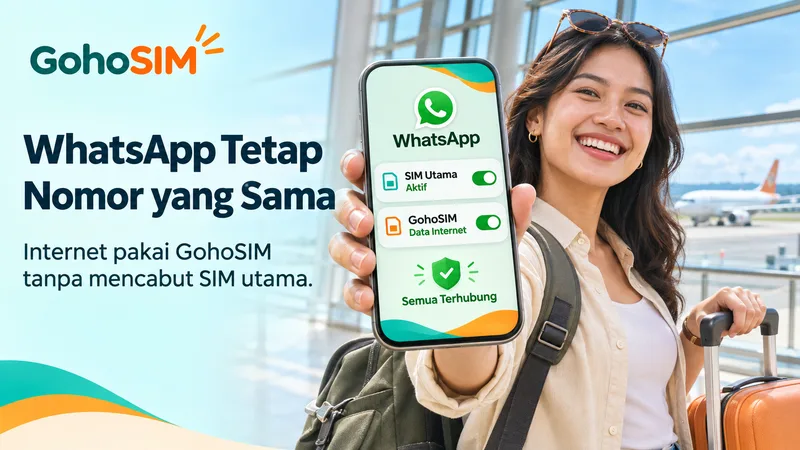 GohoSIM
WhatsApp Tetap
Nomor yang Sama
Internet pakai GohoSIM
tanpa mencabut SIM utama.
WhatsApp
SIM Utama
Aktif
GohoSIM
Data Internet
Semua Terhubung